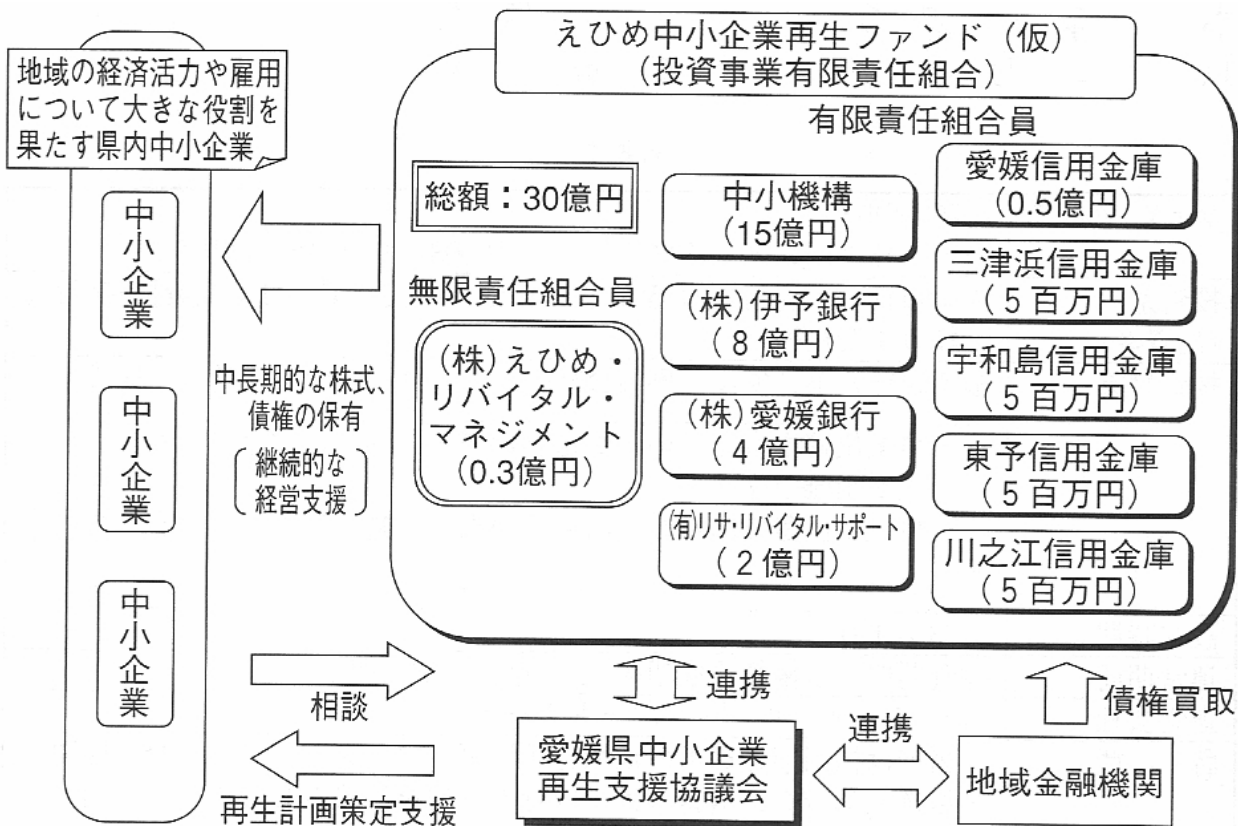 えひめ中小企業再生ファンド（仮）
（投資事業有限責任組合）
地域の経済活力や雇用
について大きな役割を
果たす県内中小企業
中小企業
中小企業
中小企業
中長期的な株式、
債権の保有
〔継続的な
経営支援〕
総額：30億円
無限責任組合員
（株）えひめ・
リバイタル・
マネジメント
（0.3億円）
有限責任組合員
中小機構
（15億円）
（株）伊予銀行
（８億円）
（株）愛媛銀行
（４億円）
㈲リサ・リバイタル・サポート
（２億円）
愛媛信用金庫
（0.5億円）
三津浜信用金庫
（５百万円）
宇和島信用金庫
（５百万円）
東予信用金庫
（５百万円）
川之江信用金庫
（５百万円）
相談
再生計画策定支援
連携
愛媛県中小企業
再生支援協議会
連携
債権買取
地域金融機関